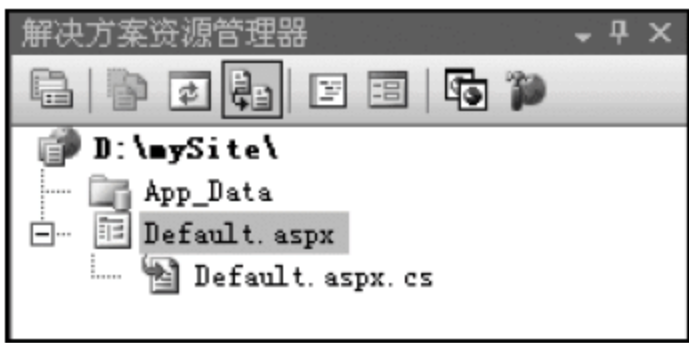 解决方案资源管理器
D:\mySite\
App_Data
Default.aspx
Default.aspx.cs